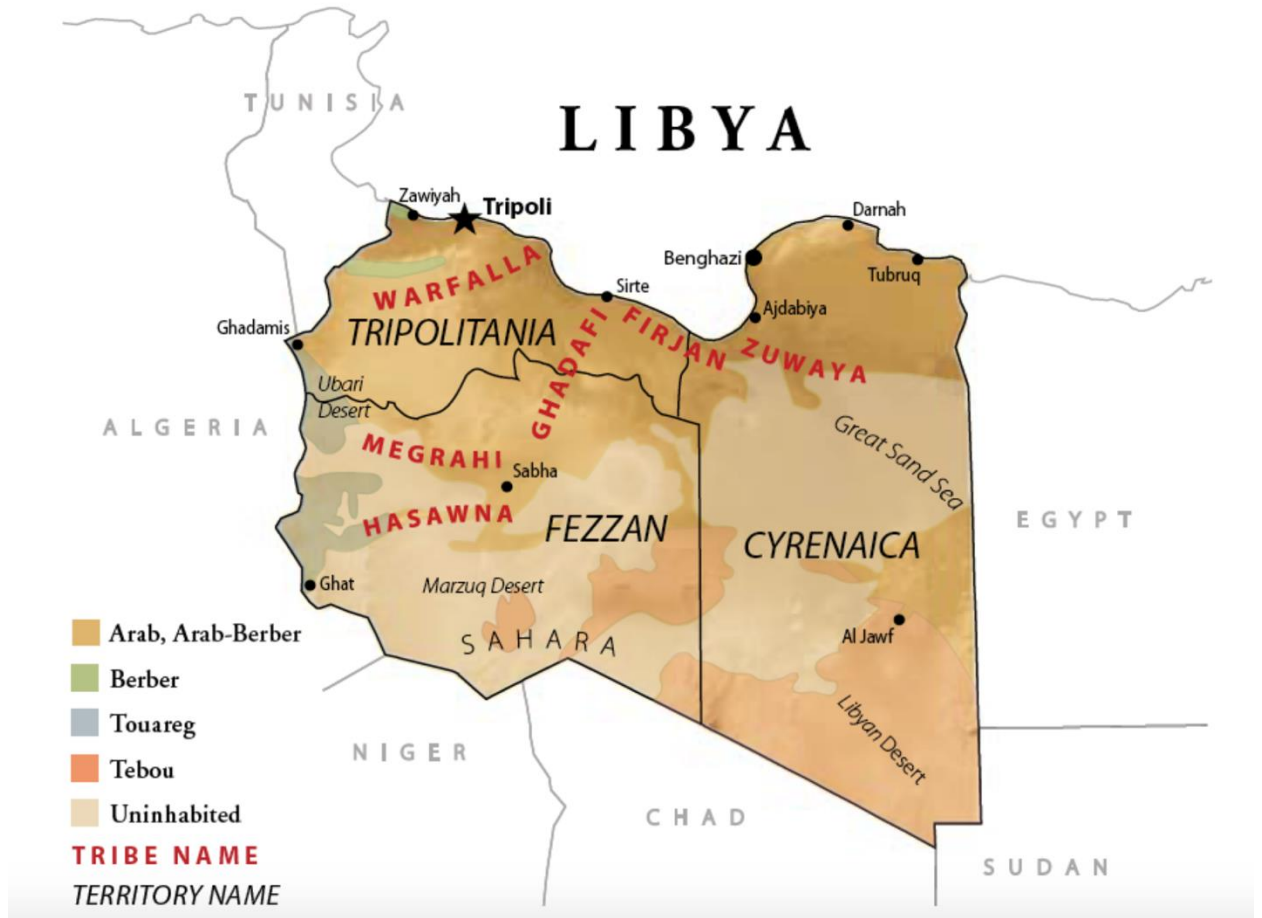 TUNISIA
LIBYA
Zawiyah
Tripoli
Darnah
Benghazi
Tubruq
WARFALLA
Sirte
Ajdabiya
Ghadamis
TRIPOLITANIA
GHADAFI
FIRJAN
ZUWAYA
Ubari
Desert
ALGERIA
MEGRAHI
Sabha
Great Sand Sea
HASAWNA
FEZZAN
CYRENAICA
EGYPT
Ghat
Marzuq Desert
SAHARA
Al Jawf
Libyan Desert
NIGER
CHAD
SUDAN
Arab, Arab-Berber
Berber
Touareg
Tebou
Uninhabited
TRIBE NAME
TERRITORY NAME